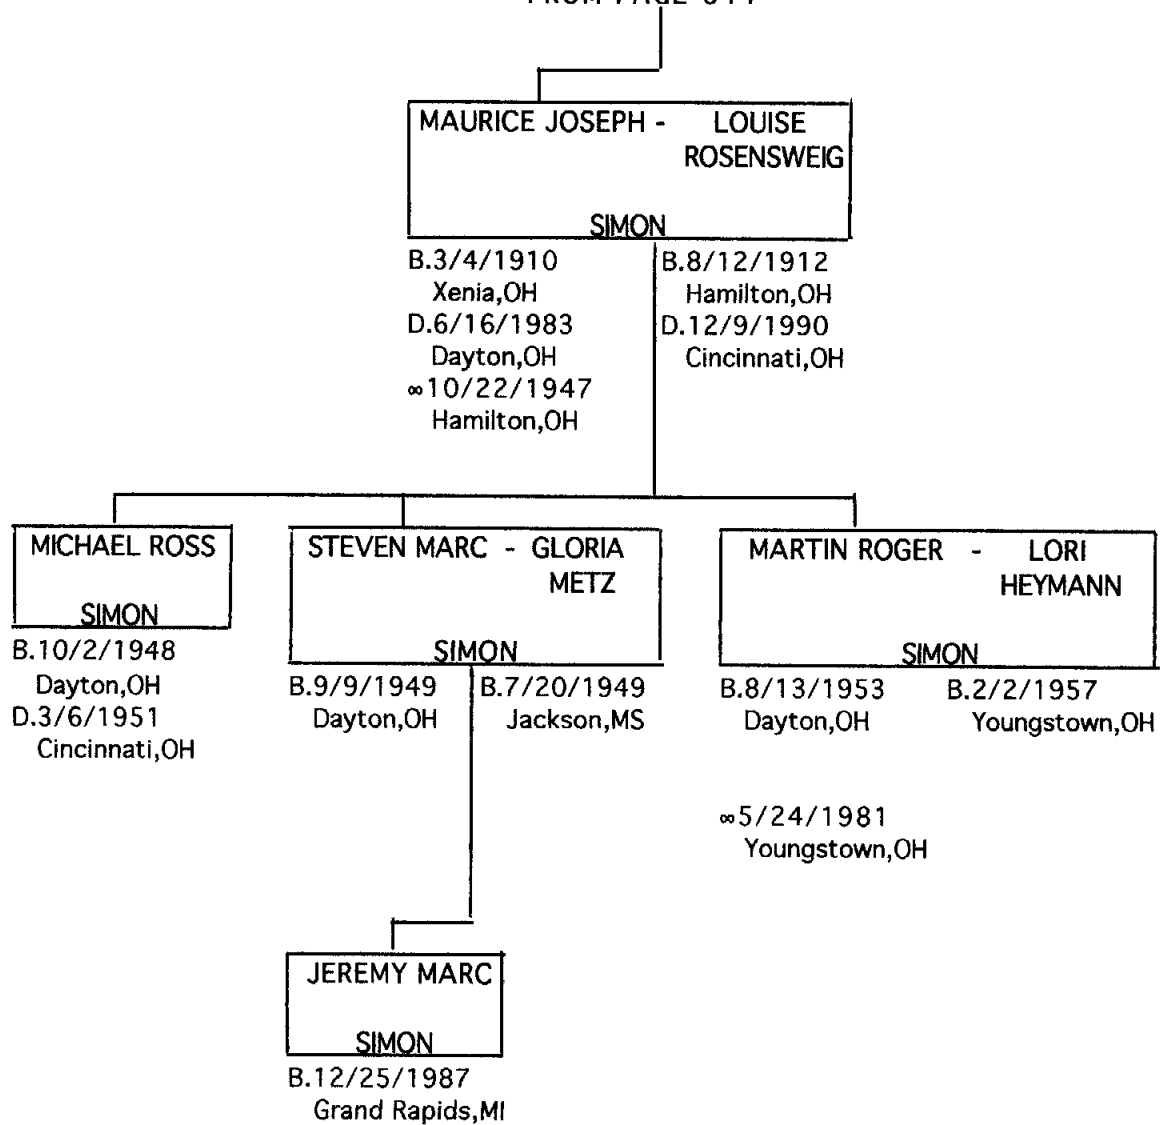 MAURICE JOSEPH - LOUISE
ROSENSWEIG
SIMON
B.3/4/1910
Xenia,OH
D.6/16/1983
Dayton,OH
∞10/22/1947
Hamilton,OH
B.8/12/1912
Hamilton,OH
D.12/9/1990
Cincinnati,OH
MICHAEL ROSS
SIMON
B.10/2/1948
Dayton,OH
D.3/6/1951
Cincinnati,OH
STEVEN MARC - GLORIA
METZ
SIMON
B.9/9/1949
Dayton,OH
B.7/20/1949
Jackson,MS
MARTIN ROGER - LORI
HEYMANN
SIMON
B.8/13/1953
Dayton,OH
B.2/2/1957
Youngstown,OH
∞5/24/1981
Youngstown,OH
JEREMY MARC
SIMON
B.12/25/1987
Grand Rapids,MI